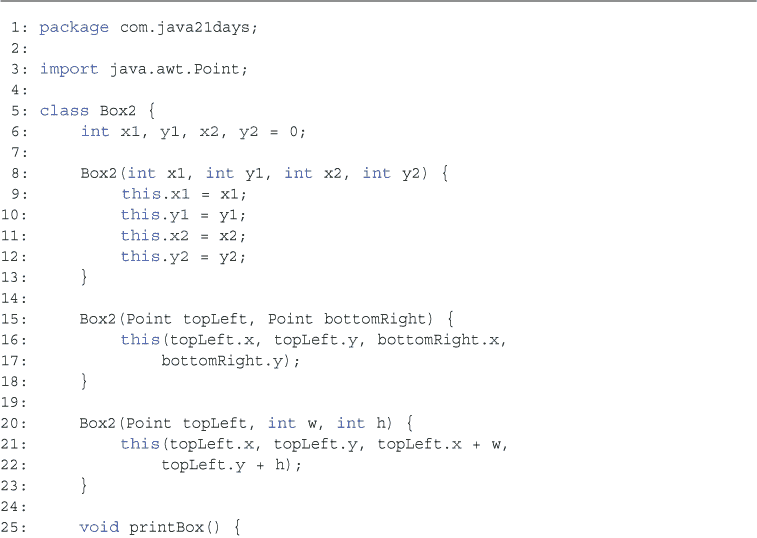 1: package com.java21days;
2:
3: import java.awt.Point;
4:
5: class Box2 {
6:     int x1, y1, x2, y2 = 0;
7:
8:     Box2(int x1, int y1, int x2, int y2) {
9:         this.x1 = x1;
10:         this.y1 = y1;
11:         this.x2 = x2;
12:         this.y2 = y2;
13:     }
14:
15:     Box2(Point topLeft, Point bottomRight) {
16:         this(topLeft.x, topLeft.y, bottomRight.x,
17:             bottomRight.y);
18:     }
19:
20:     Box2(Point topLeft, int w, int h) {
21:         this(topLeft.x, topLeft.y, topLeft.x + w,
22:             topLeft.y + h);
23:     }
24:
25:     void printBox() {